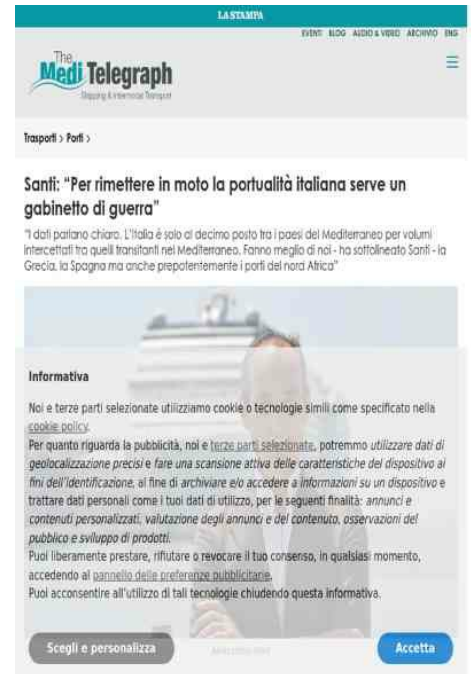 LA STAMPA
EVENTI BLOG AUDIO & VIDEO ARCHIVIO ENG
The
Medi Telegraph
Shipping & Intermodal Transport
Trasporti > Porti >
Santi: “Per rimettere in moto la portualità italiana serve un
gabinetto di guerra”
“I dati parlano chiaro. L’Italia è solo al decimo posto tra i paesi del Mediterraneo per volumi
intercettati tra quelli transitanti nel Mediterraneo. Fanno meglio di noi - ha sottolineato Santi - la
Grecia, la Spagna ma anche prepotentemente i porti del nord Africa”
Informativa
Noi e terze parti selezionate utilizziamo cookie o tecnologie simili come specificato nella
cookie policy.
Per quanto riguarda la pubblicità, noi e terze parti selezionate, potremmo utilizzare dati di
geolocalizzazione precisi e fare una scansione attiva delle caratteristiche del dispositivo ai
fini dell’identificazione, al fine di archiviare e/o accedere a informazioni su un dispositivo e
trattare dati personali come i tuoi dati di utilizzo, per le seguenti finalità: annunci e
contenuti personalizzati, valutazione degli annunci e del contenuto, osservazioni del
pubblico e sviluppo di prodotti.
Puoi liberamente prestare, rifiutare o revocare il tuo consenso, in qualsiasi momento,
accedendo al pannello delle preferenze pubblicitarie.
Puoi acconsentire all’utilizzo di tali tecnologie chiudendo questa informativa.
Scegli e personalizza
Accetta